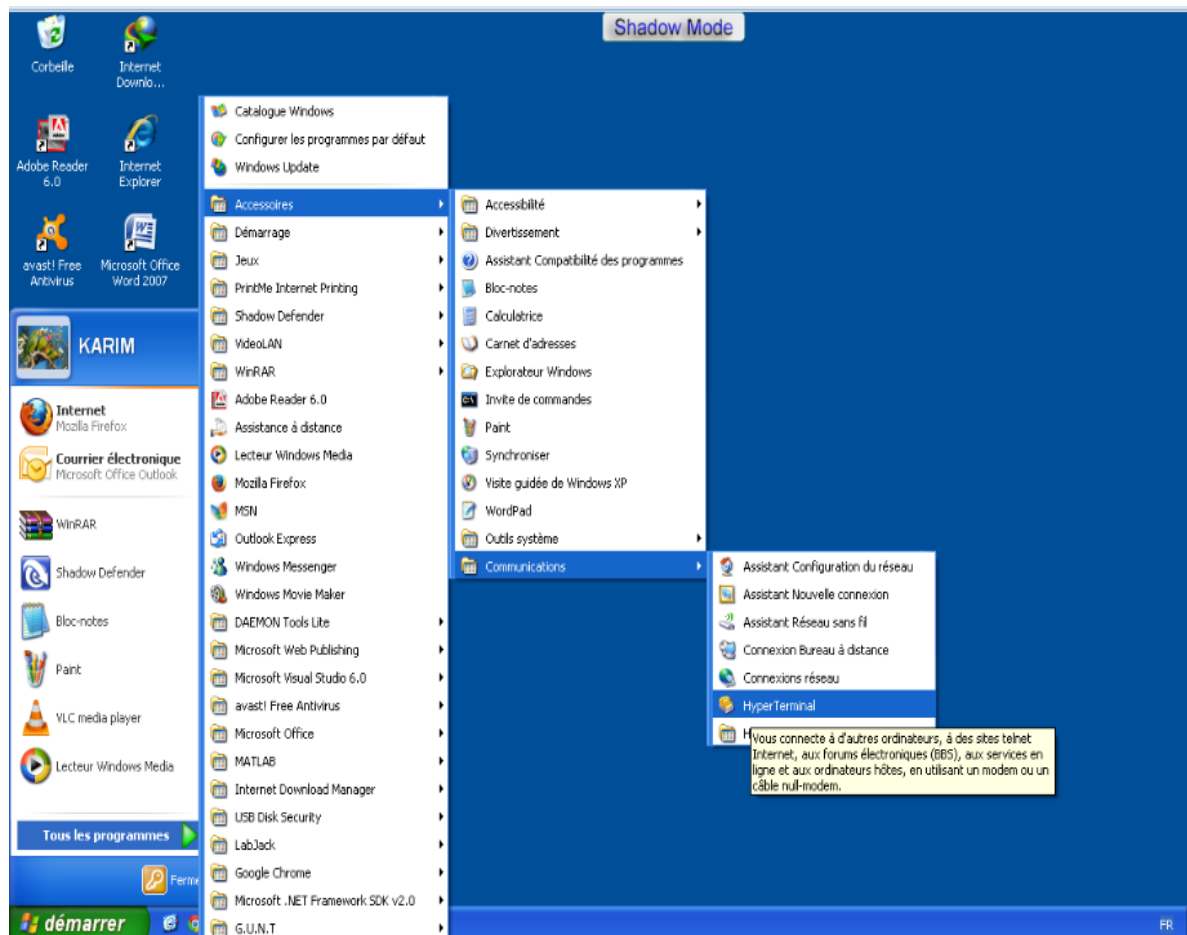 Shadow Mode
Corbeille
Internet
Downlo...
Adobe Reader
6.0
Internet
Explorer
avast! Free
Antivirus
Microsoft Office
Word 2007
KARIM
Internet
Mozilla Firefox
Courrier électronique
Microsoft Office Outlook
WinRAR
Shadow Defender
Bloc-notes
Paint
VLC media player
Lecteur Windows Media
Tous les programmes
Ferme
démarrer
Catalogue Windows
Configurer les programmes par défaut
Windows Update
Accessoires
Démarrage
Jeux
PrintMe Internet Printing
Shadow Defender
VideoLAN
WinRAR
Adobe Reader 6.0
Assistance à distance
Lecteur Windows Media
Mozilla Firefox
MSN
Outlook Express
Windows Messenger
Windows Movie Maker
DAEMON Tools Lite
Microsoft Web Publishing
Microsoft Visual Studio 6.0
avast! Free Antivirus
Microsoft Office
MATLAB
Internet Download Manager
USB Disk Security
LabJack
Google Chrome
Microsoft .NET Framework SDK v2.0
G.U.N.T
Accessibilité
Divertissement
Assistant Compatibilité des programmes
Bloc-notes
Calculatrice
Carnet d'adresses
Explorateur Windows
Invite de commandes
Paint
Synchroniser
Visite guidée de Windows XP
WordPad
Outils système
Communications
Assistant Configuration du réseau
Assistant Nouvelle connexion
Assistant Réseau sans fil
Connexion Bureau à distance
Connexions réseau
HyperTerminal
H
Vous connecte à d'autres ordinateurs, à des sites telnet
Internet, aux forums électroniques (BBS), aux services en
ligne et aux ordinateurs hôtes, en utilisant un modem ou un
câble null-modem.
FR